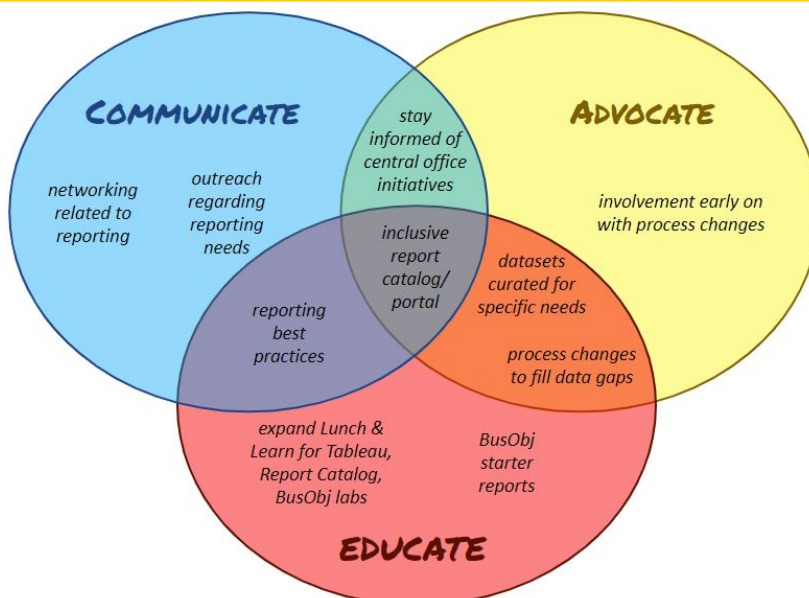 COMMUNICATE
ADVOCATE
networking
related to
reporting
outreach
regarding
reporting
needs
stay
informed of
central office
initiatives
involvement early on
with process changes
inclusive
report
catalog/
portal
datasets
curated for
specific needs
reporting
best
practices
process changes
to fill data gaps
expand Lunch &
Learn for Tableau,
Report Catalog,
BusObj labs
BusObj
starter
reports
EDUCATE